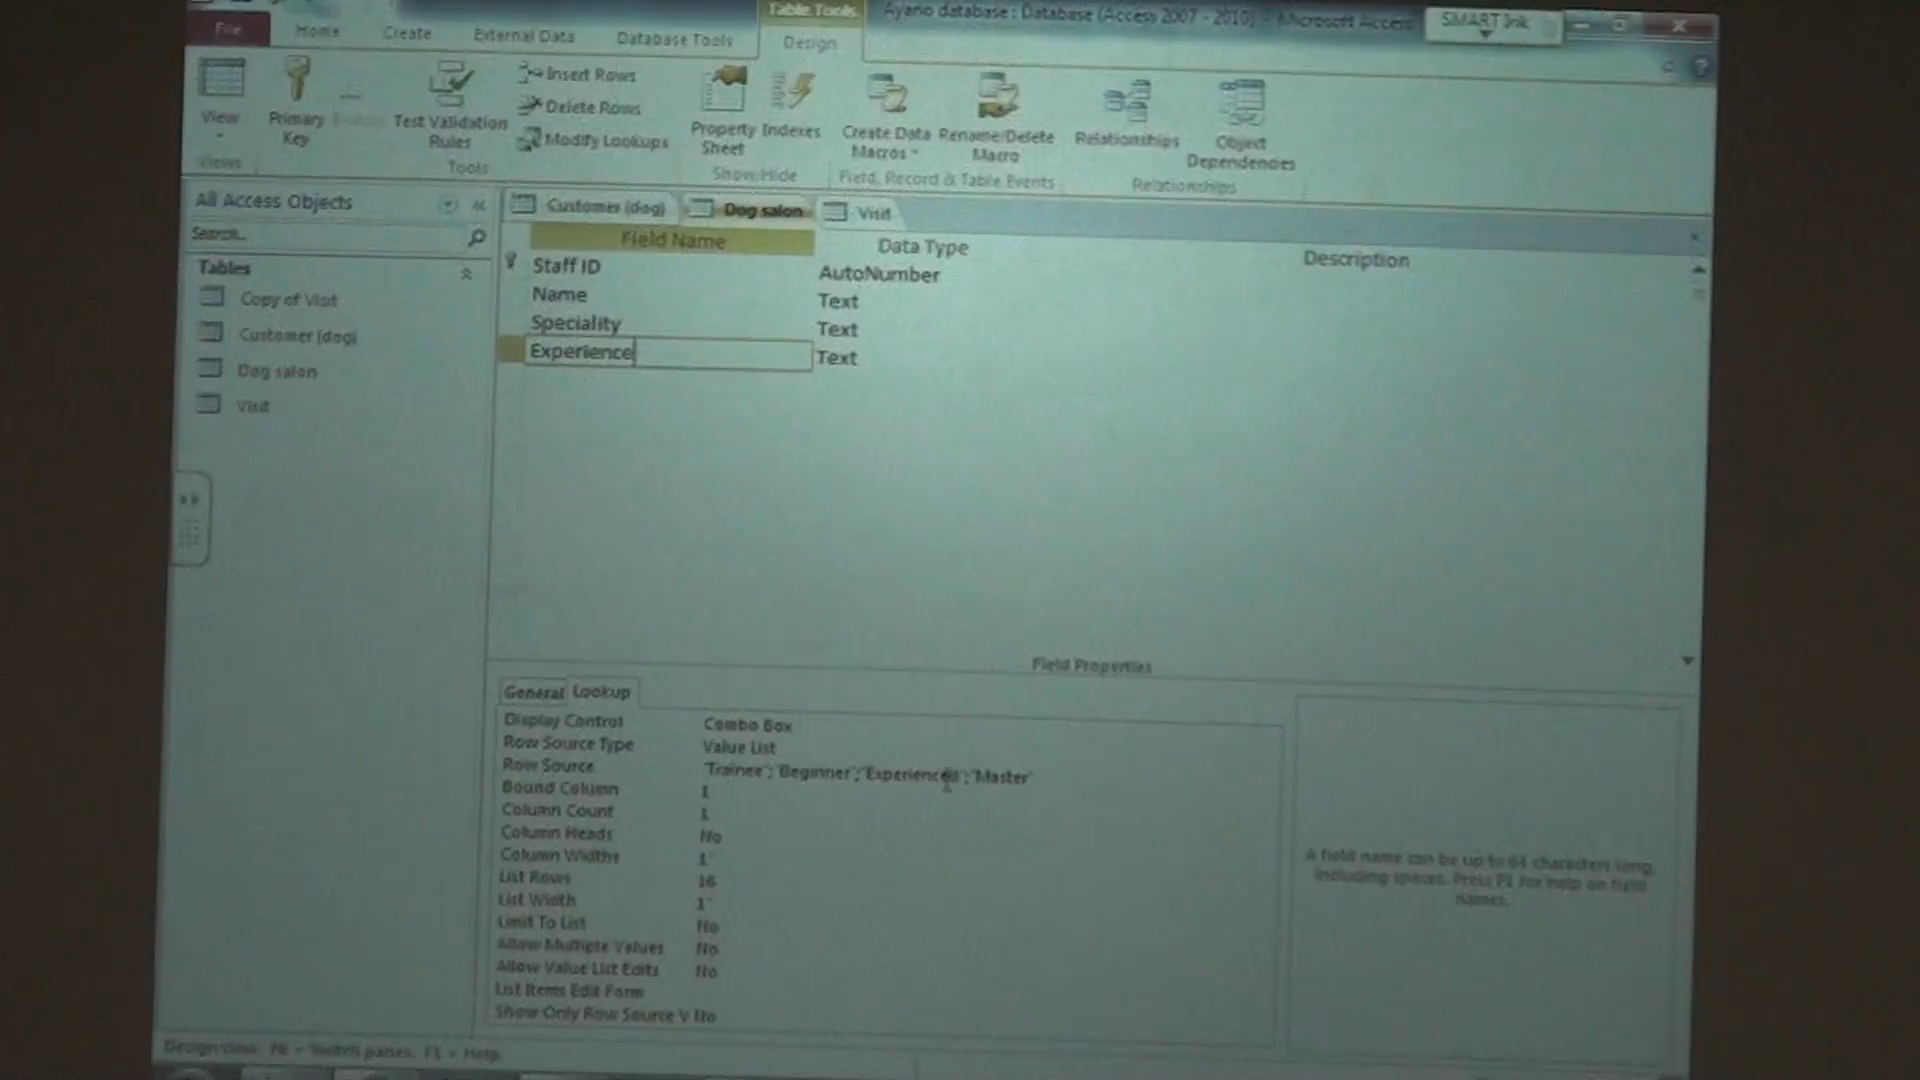 Table Tools
Ayano database : Database (Access 2007 - 2010) - Microsoft Access
SMART Ink
File
Home
Create
External Data
Database Tools
Design
View
Primary Key
Test Validation Rules
Insert Rows
Delete Rows
Modify Lookups
Property Sheet
Indexes
Create Data Macros
Rename/Delete Macro
Relationships
Object Dependencies
Views
Tools
Show/Hide
Field, Record & Table Events
Relationships
All Access Objects
Search...
Tables
Copy of Visit
Customer (dog)
Dog salon
Visit
Customer (dog)
Dog salon
Visit
Field Name
Data Type
Description
Staff ID
AutoNumber
Name
Text
Speciality
Text
Experience
Text
Field Properties
General
Lookup
Display Control
Combo Box
Row Source Type
Value List
Row Source
"Trainee";"Beginner";"Experienced";"Master"
Bound Column
1
Column Count
1
Column Heads
No
Column Widths
1"
List Rows
16
List Width
1"
Limit To List
No
Allow Multiple Values
No
Allow Value List Edits
No
List Items Edit Form
Show Only Row Source V
No
A field name can be up to 64 characters long,
including spaces. Press F1 for help on field
names.
Design view. F6 = Switch panes. F1 = Help.